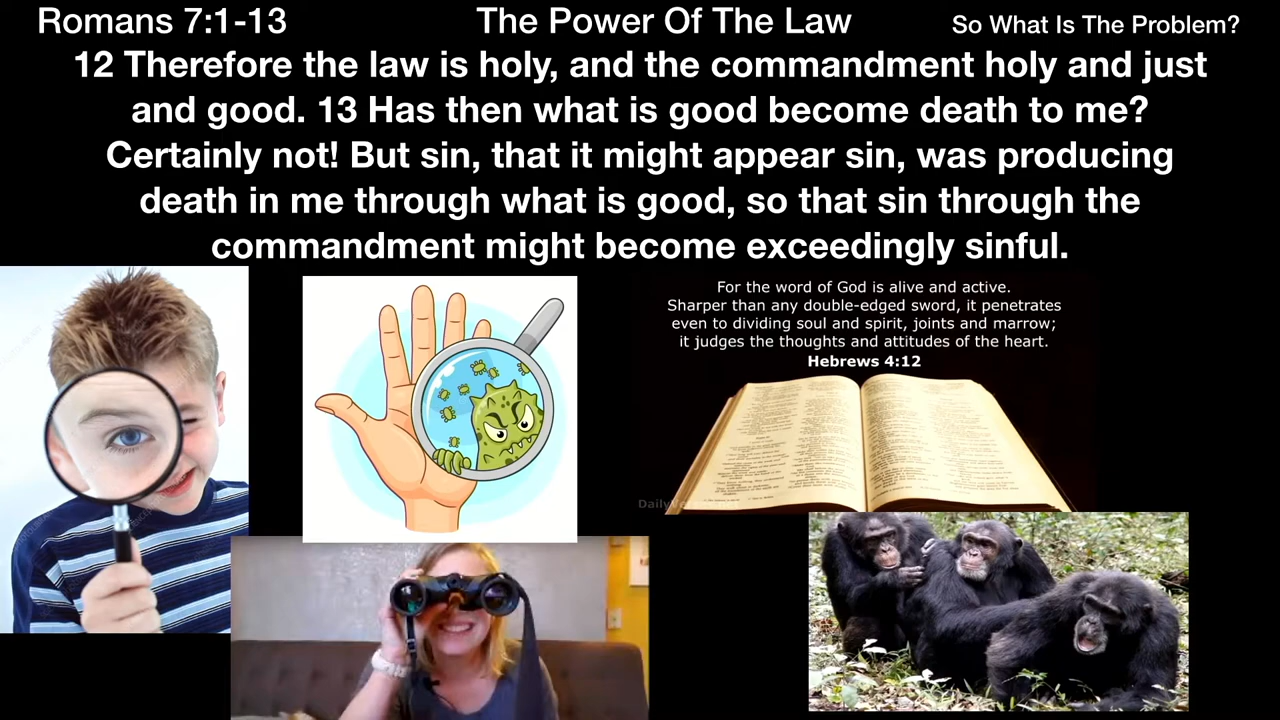 Romans 7:1-13 The Power Of The Law So What Is The Problem?
12 Therefore the law is holy, and the commandment holy and just
and good. 13 Has then what is good become death to me?
Certainly not! But sin, that it might appear sin, was producing
death in me through what is good, so that sin through the
commandment might become exceedingly sinful.
For the word of God is alive and active.
Sharper than any double-edged sword, it penetrates
even to dividing soul and spirit, joints and marrow;
it judges the thoughts and attitudes of the heart.
Hebrews 4:12